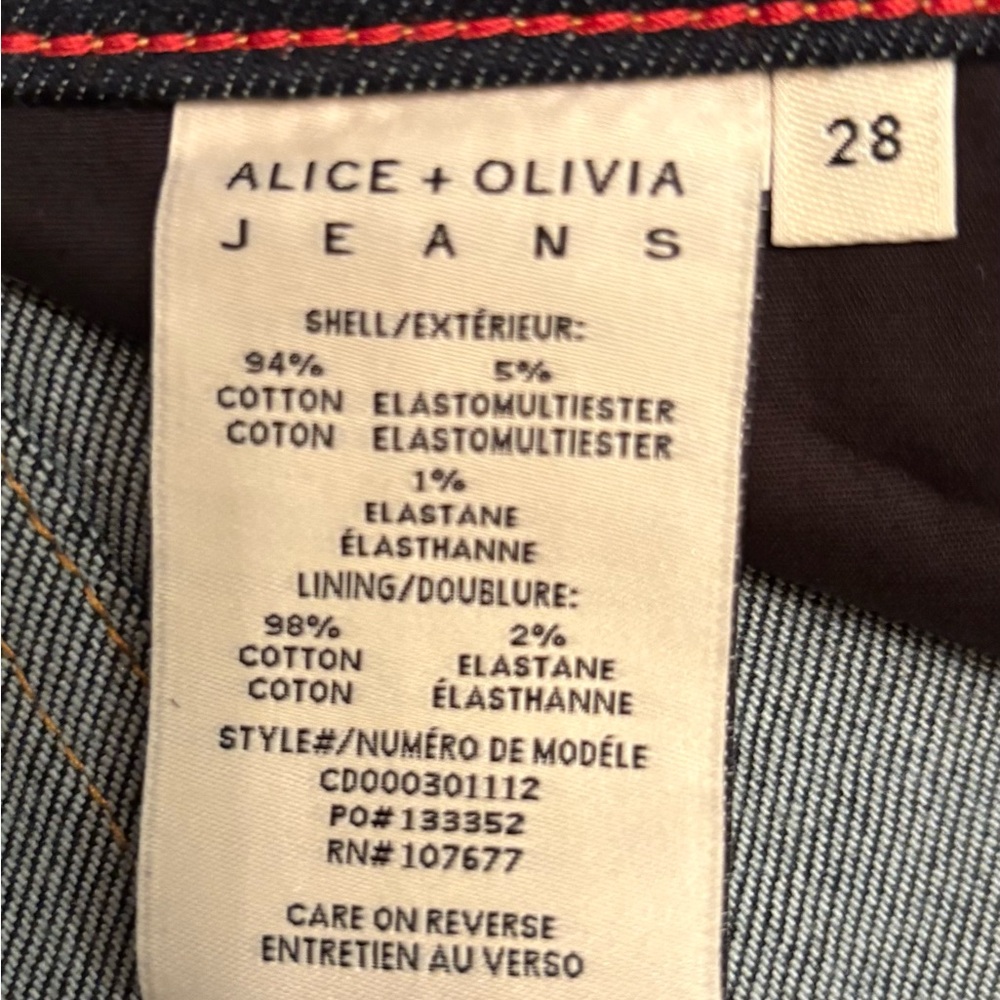 ALICE + OLIVIA
J E A N S
28
SHELL/EXTÉRIEUR:
94% 5%
COTTON ELASTOMULTIESTER
COTON ELASTOMULTIESTER
1%
ELASTANE
ÉLASTHANNE
LINING/DOUBLURE:
98% 2%
COTTON ELASTANE
COTON ÉLASTHANNE
STYLE#/NUMÉRO DE MODÉLE
CD000301112
PO# 133352
RN# 107677
CARE ON REVERSE
ENTRETIEN AU VERSO